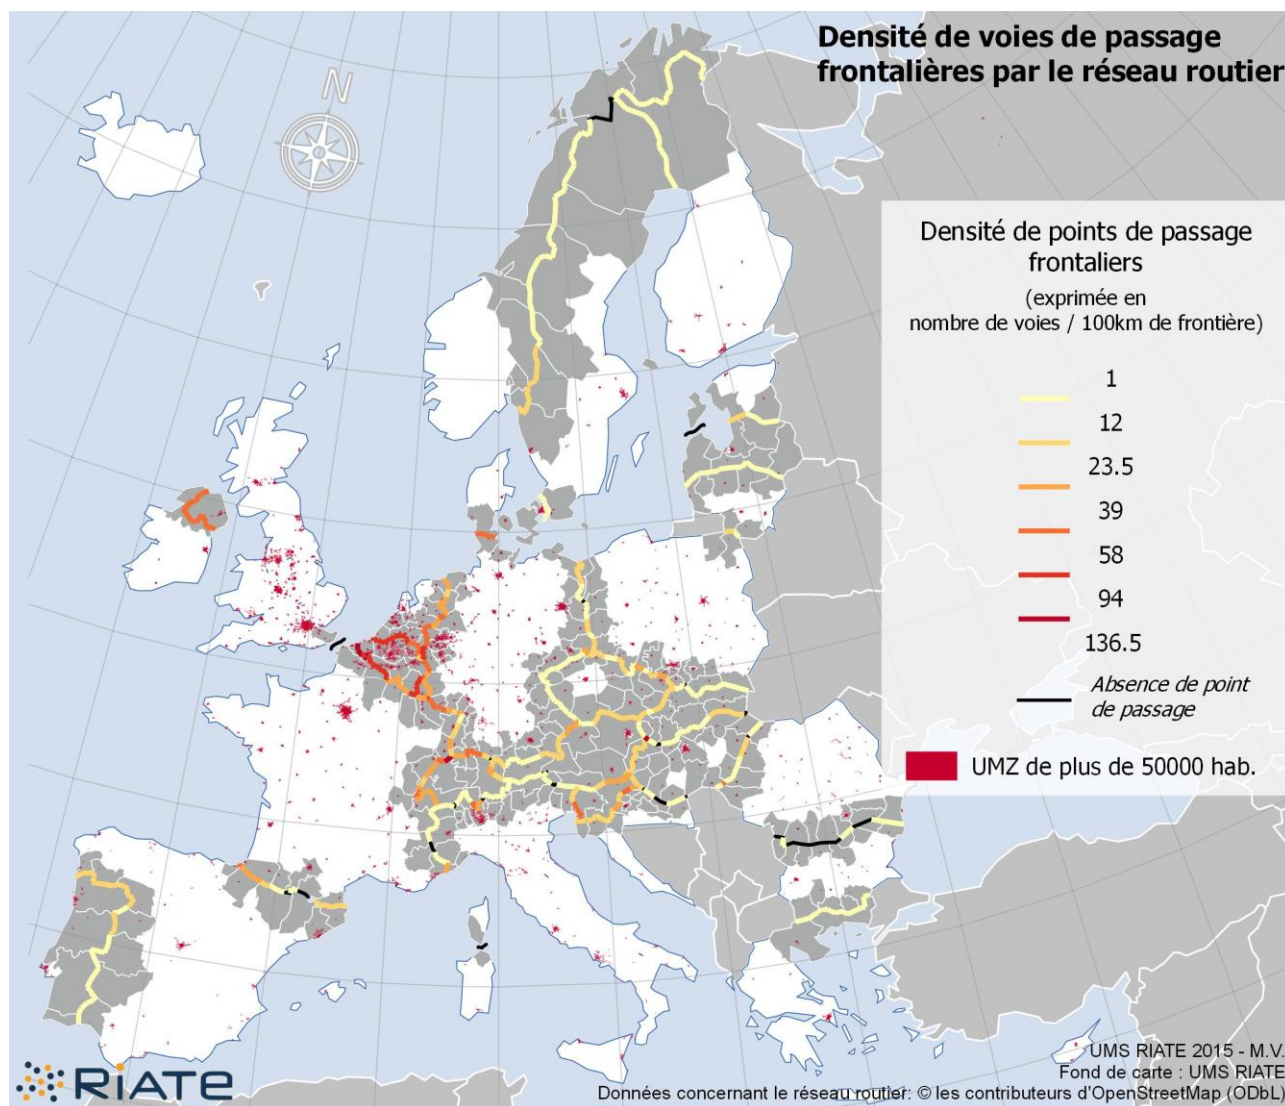 Densité de voies de passage
frontalières par le réseau routier
N
Densité de points de passage
frontaliers
(exprimée en
nombre de voies / 100km de frontière)
1
12
23.5
39
58
94
136.5
Absence de point
de passage
UMZ de plus de 50000 hab.
RIATE
UMS RIATE 2015 - M.V.
Fond de carte : UMS RIATE
Données concernant le réseau routier: © les contributeurs d'OpenStreetMap (ODbL)